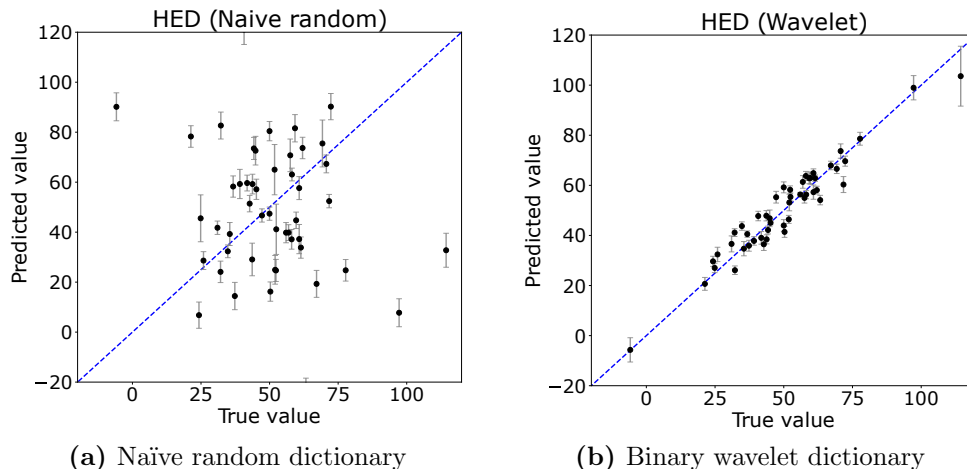 HED (Naive random)
120
100
80
60
40
20
0
−20
0 25 50 75 100
Predicted value
True value
(a) Naïve random dictionary
HED (Wavelet)
120
100
80
60
40
20
0
−20
0 25 50 75 100
Predicted value
True value
(b) Binary wavelet dictionary